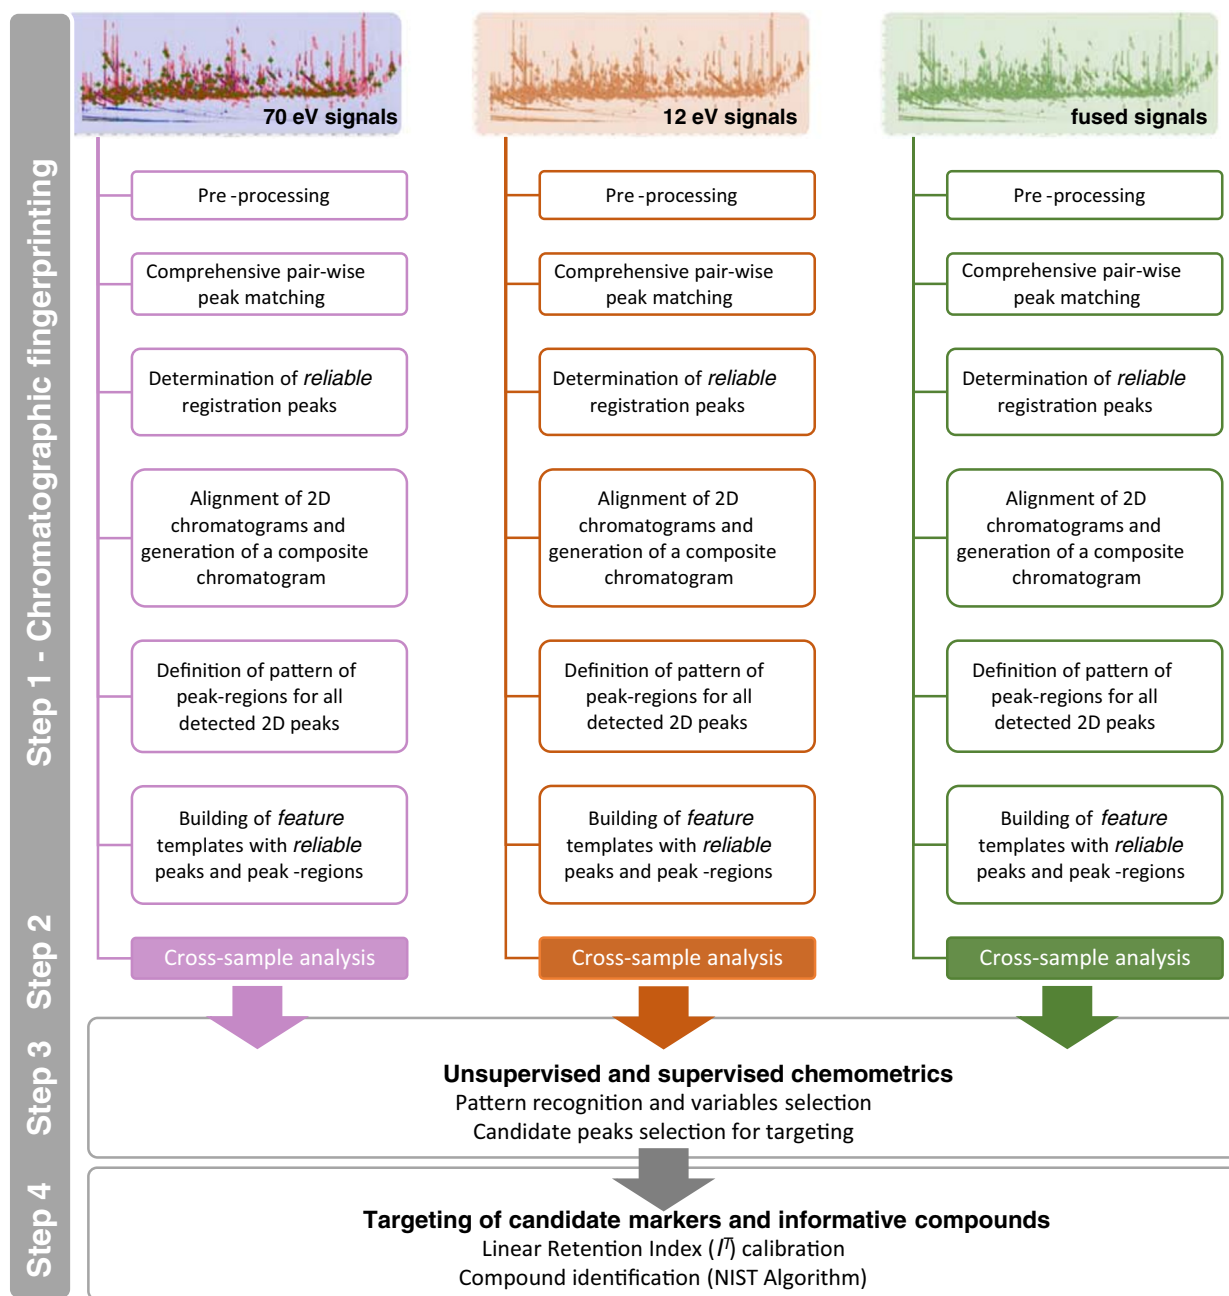 70 eV signals
12 eV signals
fused signals
Step 1 - Chromatographic fingerprinting
Pre -processing
Comprehensive pair-wise
peak matching
Determination of reliable
registration peaks
Alignment of 2D
chromatograms and
generation of a composite
chromatogram
Definition of pattern of
peak-regions for all
detected 2D peaks
Building of feature
templates with reliable
peaks and peak -regions
Pre -processing
Comprehensive pair-wise
peak matching
Determination of reliable
registration peaks
Alignment of 2D
chromatograms and
generation of a composite
chromatogram
Definition of pattern of
peak-regions for all
detected 2D peaks
Building of feature
templates with reliable
peaks and peak -regions
Pre -processing
Comprehensive pair-wise
peak matching
Determination of reliable
registration peaks
Alignment of 2D
chromatograms and
generation of a composite
chromatogram
Definition of pattern of
peak-regions for all
detected 2D peaks
Building of feature
templates with reliable
peaks and peak -regions
Step 2
Cross-sample analysis
Cross-sample analysis
Cross-sample analysis
Step 3
Unsupervised and supervised chemometrics
Pattern recognition and variables selection
Candidate peaks selection for targeting
Step 4
Targeting of candidate markers and informative compounds
Linear Retention Index (Iᵀ) calibration
Compound identification (NIST Algorithm)